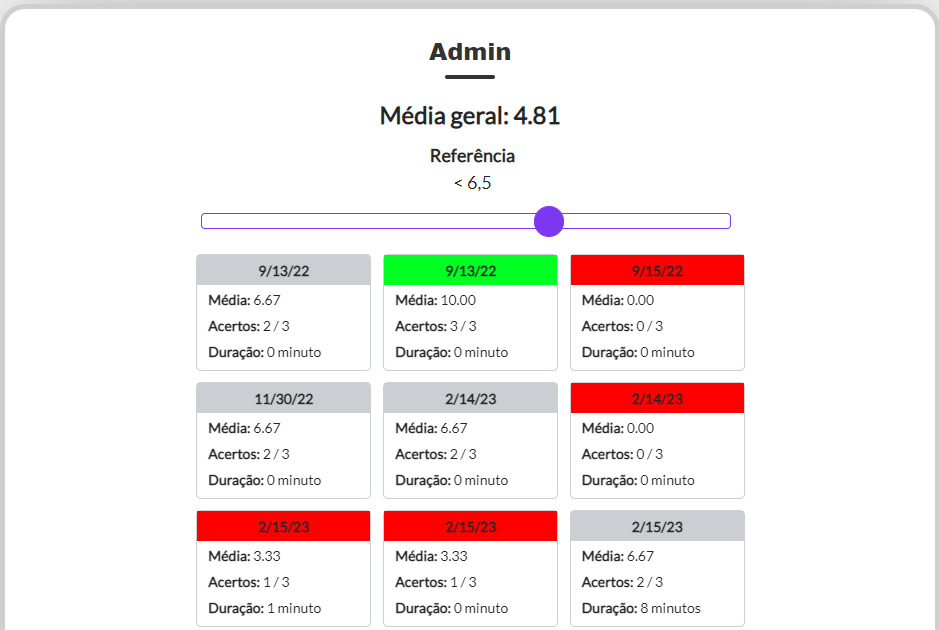 Admin
Média geral: 4.81
Referência
< 6,5
9/13/22
Média: 6.67
Acertos: 2 / 3
Duração: 0 minuto
9/13/22
Média: 10.00
Acertos: 3 / 3
Duração: 0 minuto
9/15/22
Média: 0.00
Acertos: 0 / 3
Duração: 0 minuto
11/30/22
Média: 6.67
Acertos: 2 / 3
Duração: 0 minuto
2/14/23
Média: 6.67
Acertos: 2 / 3
Duração: 0 minuto
2/14/23
Média: 0.00
Acertos: 0 / 3
Duração: 0 minuto
2/15/23
Média: 3.33
Acertos: 1 / 3
Duração: 1 minuto
2/15/23
Média: 3.33
Acertos: 1 / 3
Duração: 0 minuto
2/15/23
Média: 6.67
Acertos: 2 / 3
Duração: 8 minutos